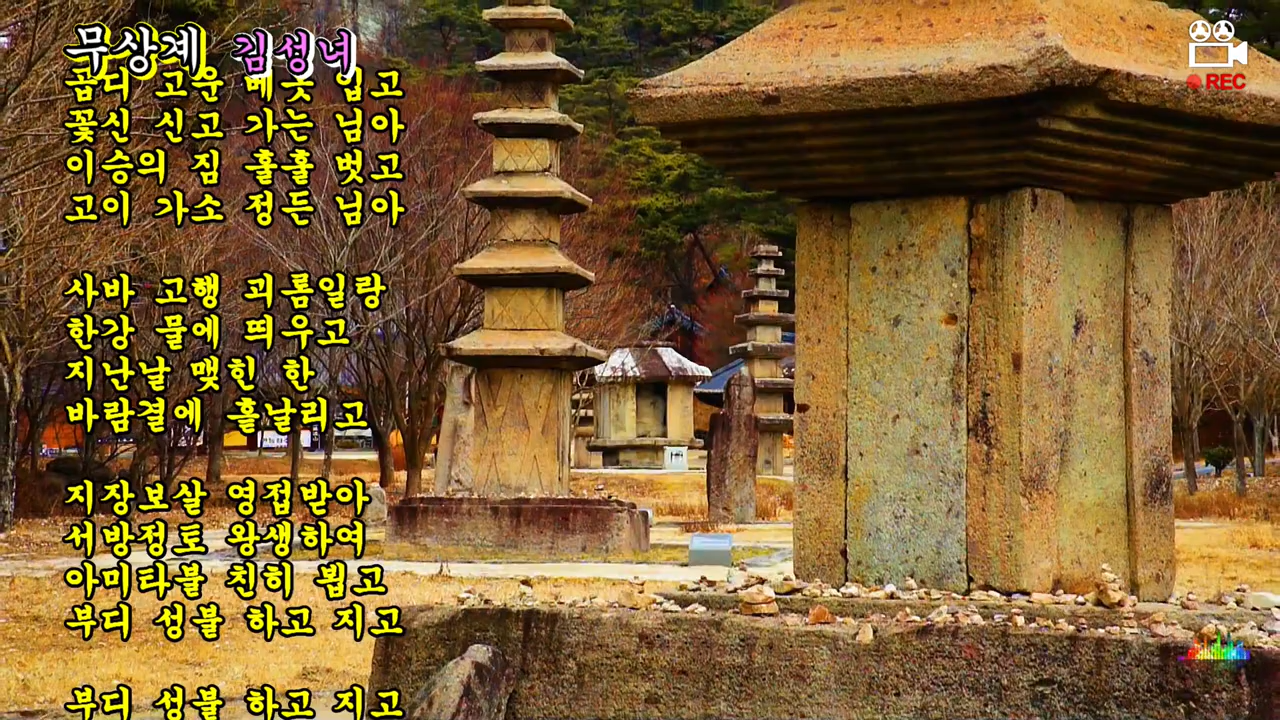 무상계 김성녀
곱디 고운 베옷 입고
꽃신 신고 가는 님아
이승의 짐 훌훌 벗고
고이 가소 정든 님아
사바 고행 괴롬일랑
한강 물에 띄우고
지난날 맺힌 한
바람결에 흩날리고
지장보살 영접받아
서방정토 왕생하여
아미타불 친히 뵙고
부디 성불 하고 지고
부디 성불 하고 지고
REC